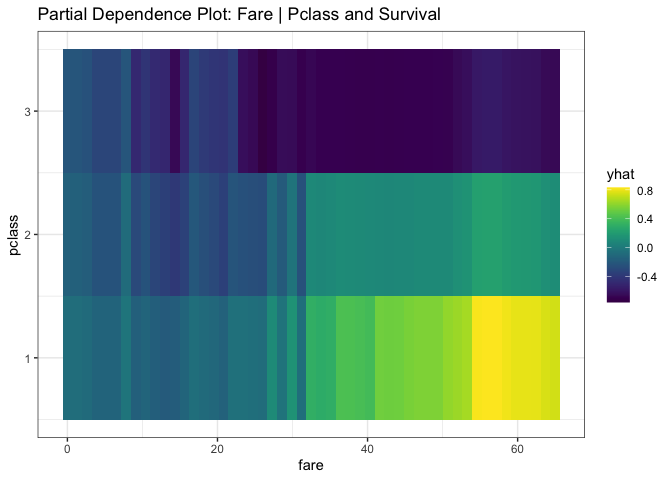 Partial Dependence Plot: Fare | Pclass and Survival
3
2
1
pclass
0
20
40
60
fare
yhat
0.8
0.4
0.0
-0.4